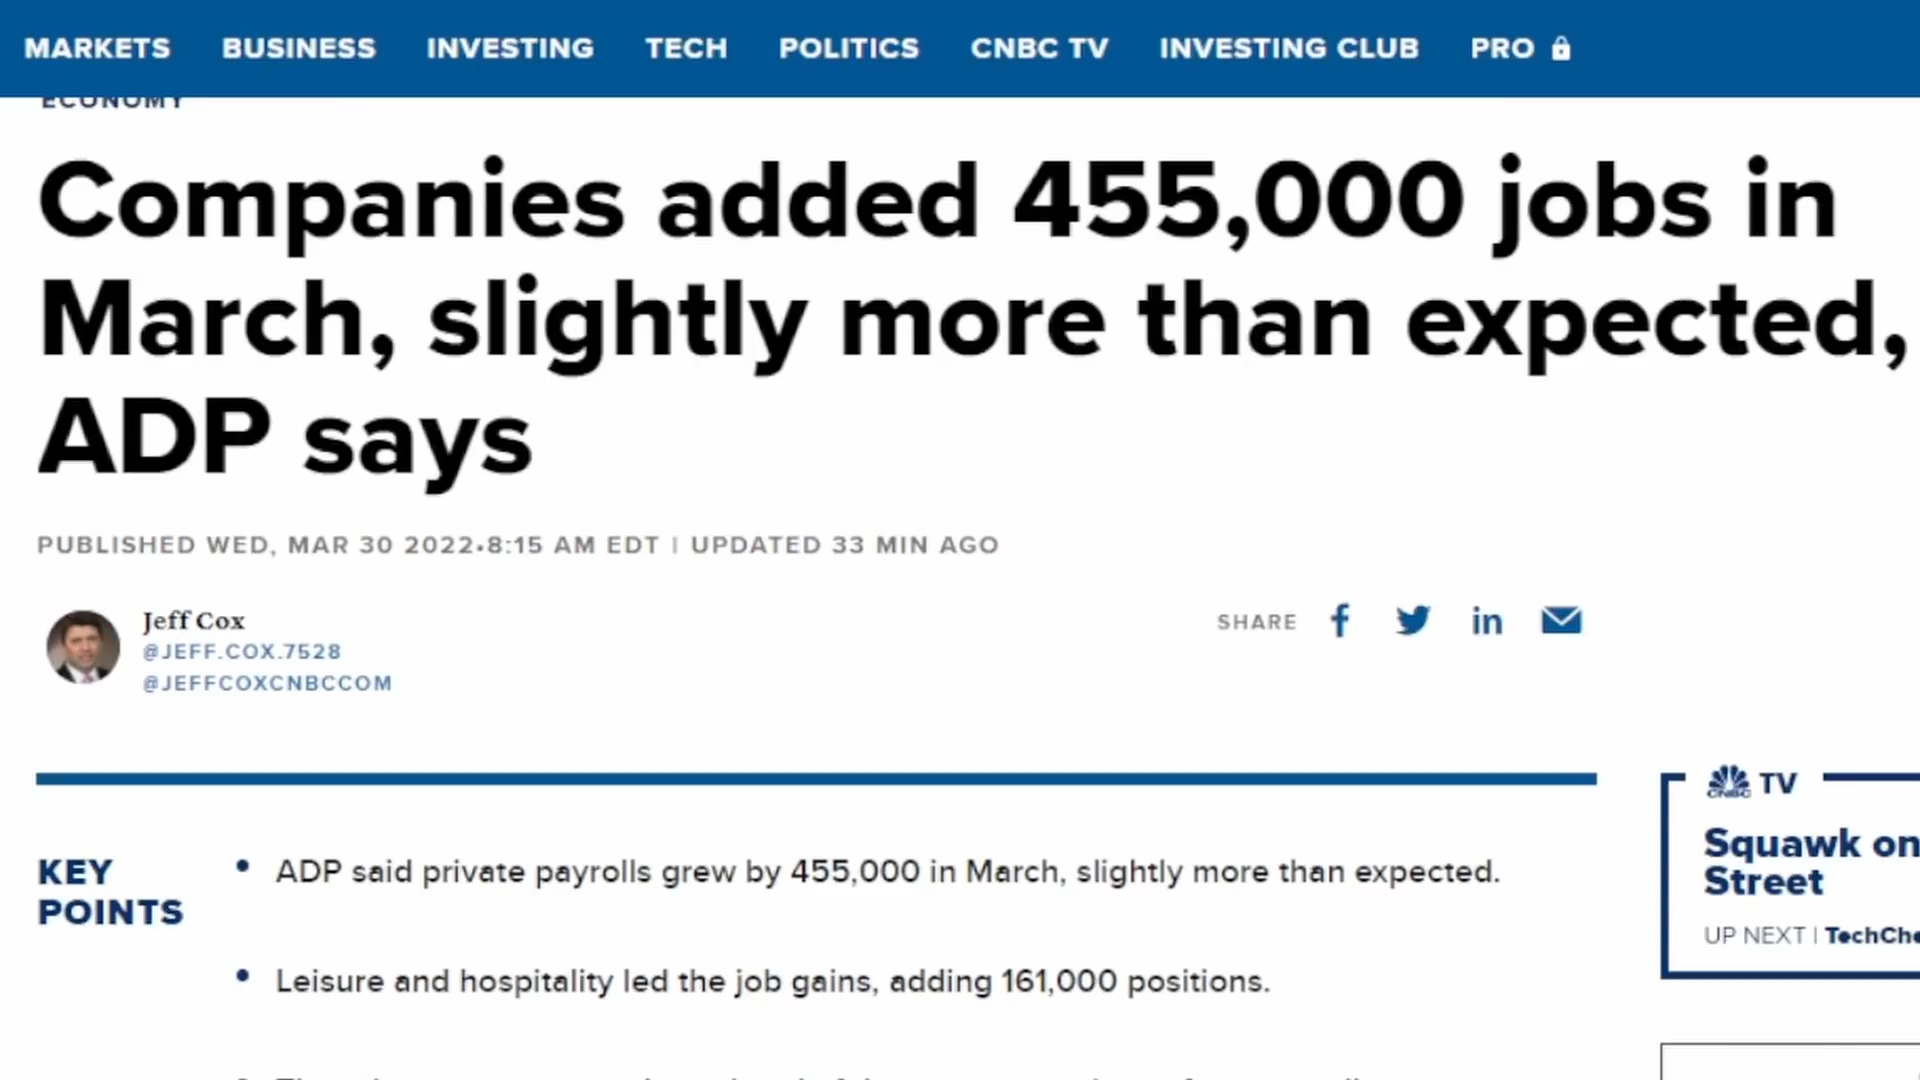 MARKETS BUSINESS INVESTING TECH POLITICS CNBC TV INVESTING CLUB PRO
ECONOMY
Companies added 455,000 jobs in
March, slightly more than expected,
ADP says
PUBLISHED WED, MAR 30 2022•8:15 AM EDT | UPDATED 33 MIN AGO
Jeff Cox
@JEFF.COX.7528
@JEFFCOXCNBCCOM
SHARE
KEY
POINTS
• ADP said private payrolls grew by 455,000 in March, slightly more than expected.
• Leisure and hospitality led the job gains, adding 161,000 positions.
CNBC TV
Squawk on
Street
UP NEXT | TechChe